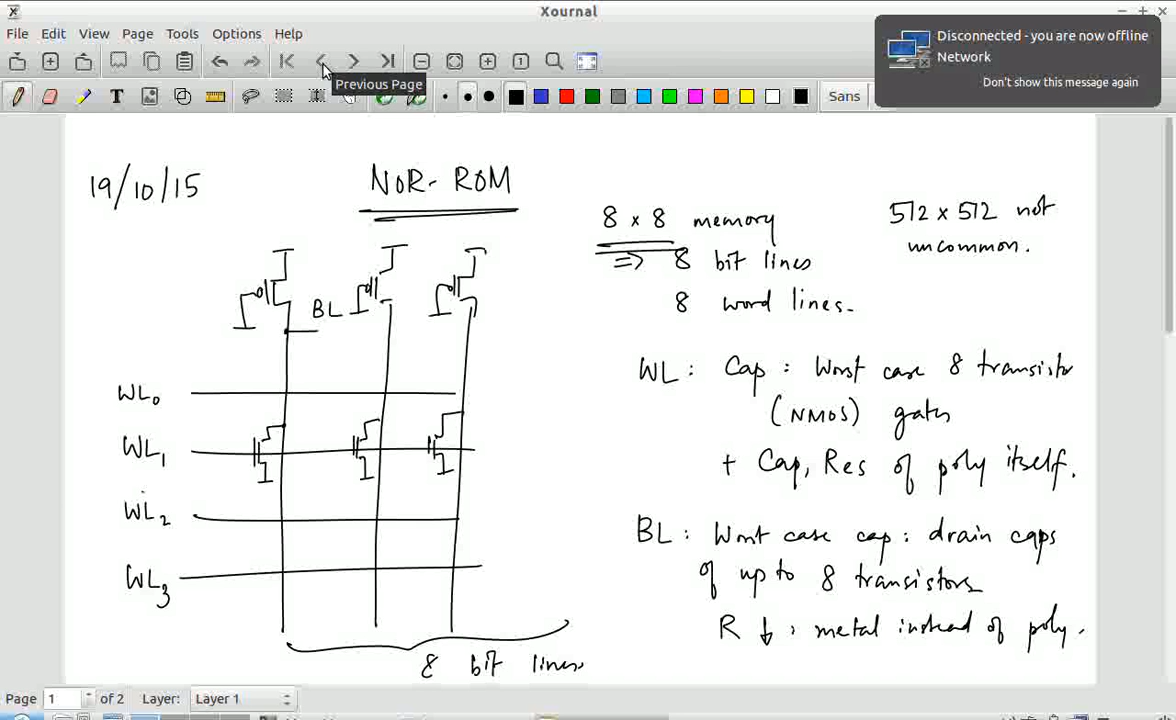 Xournal
File Edit View Page Tools Options Help
Disconnected - you are now offline
Network
Don't show this message again
Previous Page
Sans
19/10/15
NOR- ROM
8 x 8 memory
=> 8 bit lines
8 word lines.
512 x 512 not
uncommon.
BL
WL0
WL1
WL2
WL3
8 bit lines
WL: Cap: Worst case 8 transistor
(NMOS) gates
+ Cap, Res of poly itself.
BL: Worst case cap: drain caps
of up to 8 transistors
R ↓: metal instead of poly.
Page 1 of 2 Layer: Layer 1